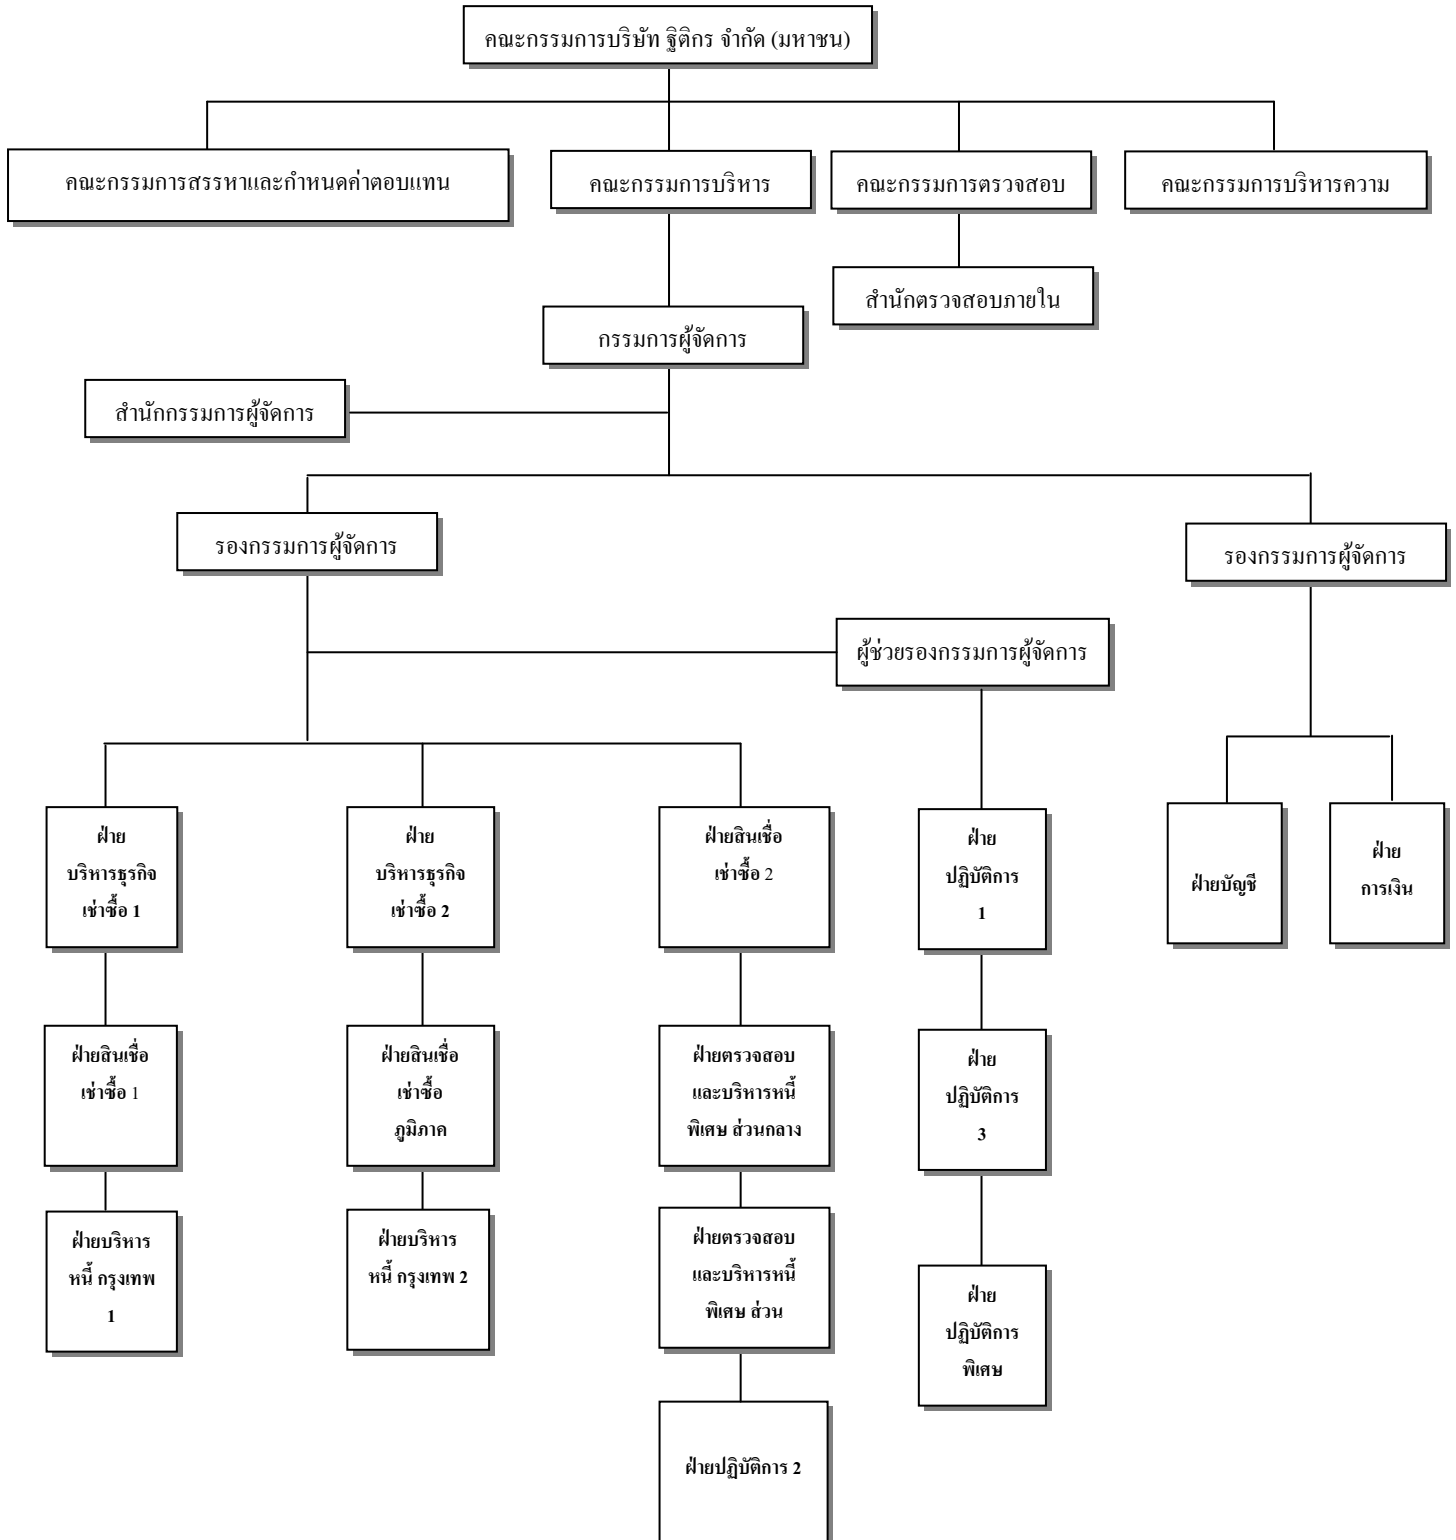 คณะกรรมการบริษัท ฐิติกร จำกัด (มหาชน)
คณะกรรมการสรรหาและกำหนดค่าตอบแทน
คณะกรรมการบริหาร
คณะกรรมการตรวจสอบ
คณะกรรมการบริหารความ
สำนักตรวจสอบภายใน
กรรมการผู้จัดการ
สำนักกรรมการผู้จัดการ
รองกรรมการผู้จัดการ
รองกรรมการผู้จัดการ
ผู้ช่วยรองกรรมการผู้จัดการ
ฝ่าย
บริหารธุรกิจ
เช่าซื้อ 1
ฝ่าย
บริหารธุรกิจ
เช่าซื้อ 2
ฝ่ายสินเชื่อ
เช่าซื้อ 2
ฝ่าย
ปฏิบัติการ
1
ฝ่ายบัญชี
ฝ่าย
การเงิน
ฝ่ายสินเชื่อ
เช่าซื้อ 1
ฝ่ายสินเชื่อ
เช่าซื้อ
ภูมิภาค
ฝ่ายตรวจสอบ
และบริหารหนี้
พิเศษ ส่วนกลาง
ฝ่าย
ปฏิบัติการ
3
ฝ่ายบริหาร
หนี้ กรุงเทพ
1
ฝ่ายบริหาร
หนี้ กรุงเทพ 2
ฝ่ายตรวจสอบ
และบริหารหนี้
พิเศษ ส่วน
ฝ่าย
ปฏิบัติการ
พิเศษ
ฝ่ายปฏิบัติการ 2